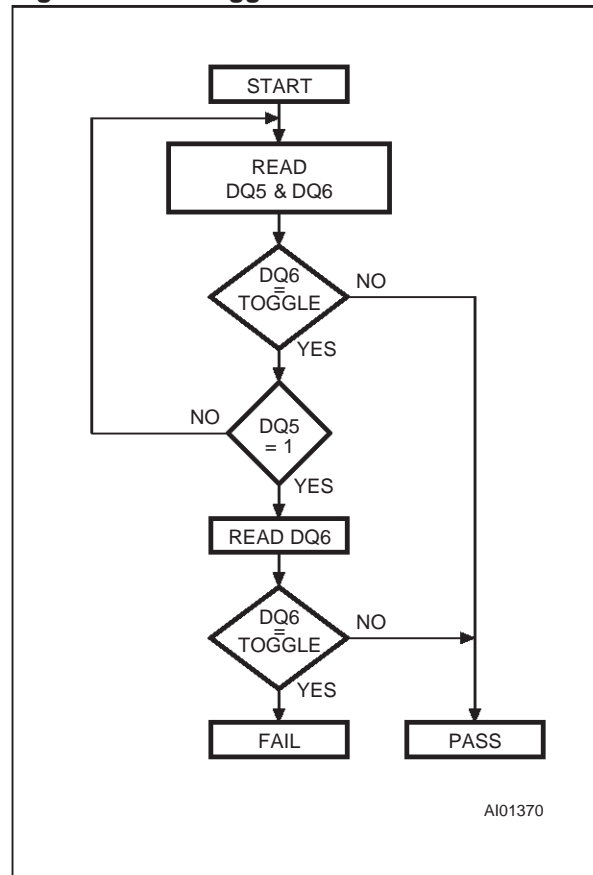 START
READ
DQ5 & DQ6
DQ6
=
TOGGLE
NO
YES
NO
DQ5
= 1
YES
READ DQ6
DQ6
=
TOGGLE
NO
YES
FAIL
PASS
AI01370